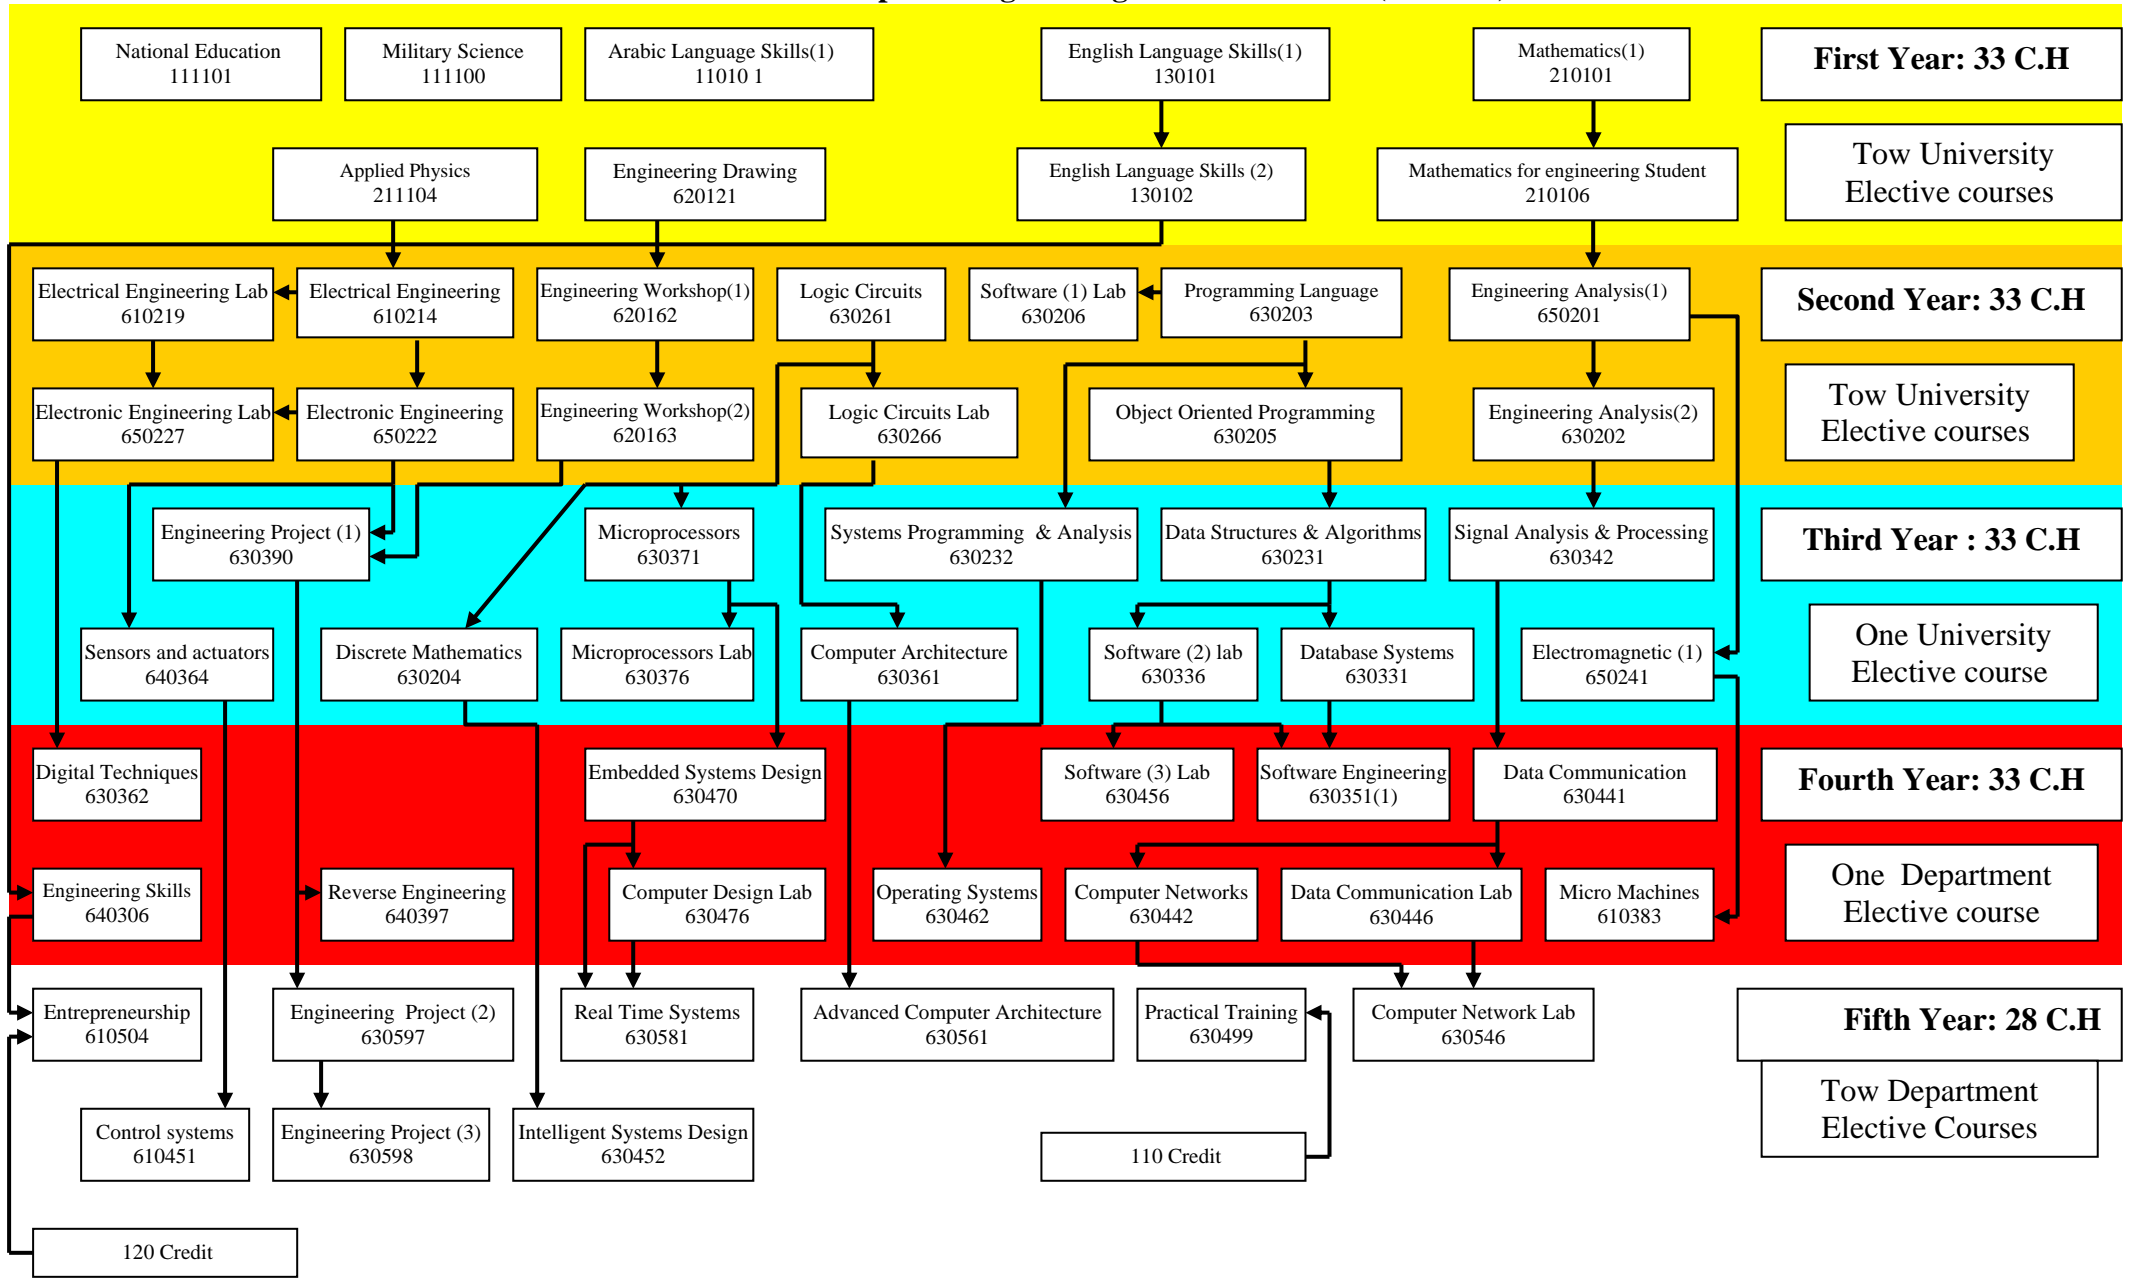 National Education
111101
Military Science
111100
Arabic Language Skills(1)
11010 1
English Language Skills(1)
130101
Mathematics(1)
210101
First Year: 33 C.H
Applied Physics
211104
Engineering Drawing
620121
English Language Skills (2)
130102
Mathematics for engineering Student
210106
Tow University
Elective courses
Electrical Engineering Lab
610219
Electrical Engineering
610214
Engineering Workshop(1)
620162
Logic Circuits
630261
Software (1) Lab
630206
Programming Language
630203
Engineering Analysis(1)
650201
Second Year: 33 C.H
Electronic Engineering Lab
650227
Electronic Engineering
650222
Engineering Workshop(2)
620163
Logic Circuits Lab
630266
Object Oriented Programming
630205
Engineering Analysis(2)
630202
Tow University
Elective courses
Engineering Project (1)
630390
Microprocessors
630371
Systems Programming & Analysis
630232
Data Structures & Algorithms
630231
Signal Analysis & Processing
630342
Third Year : 33 C.H
Sensors and actuators
640364
Discrete Mathematics
630204
Microprocessors Lab
630376
Computer Architecture
630361
Software (2) lab
630336
Database Systems
630331
Electromagnetic (1)
650241
One University
Elective course
Digital Techniques
630362
Embedded Systems Design
630470
Software (3) Lab
630456
Software Engineering
630351(1)
Data Communication
630441
Fourth Year: 33 C.H
Engineering Skills
640306
Reverse Engineering
640397
Computer Design Lab
630476
Operating Systems
630462
Computer Networks
630442
Data Communication Lab
630446
Micro Machines
610383
One Department
Elective course
Entrepreneurship
610504
Engineering Project (2)
630597
Real Time Systems
630581
Advanced Computer Architecture
630561
Practical Training
630499
Computer Network Lab
630546
Fifth Year: 28 C.H
Control systems
610451
Engineering Project (3)
630598
Intelligent Systems Design
630452
110 Credit
Tow Department
Elective Courses
120 Credit